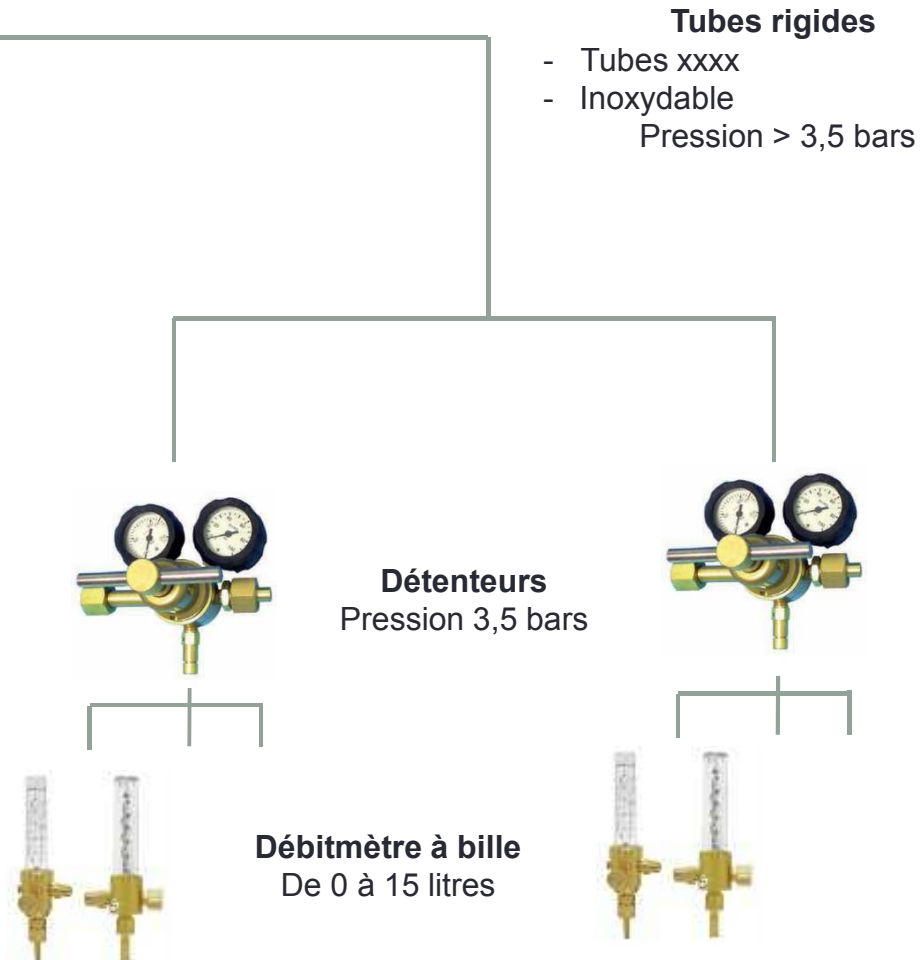 Tubes rigides
- Tubes xxxx
- Inoxydable
Pression > 3,5 bars
Détenteurs
Pression 3,5 bars
Débitmètre à bille
De 0 à 15 litres